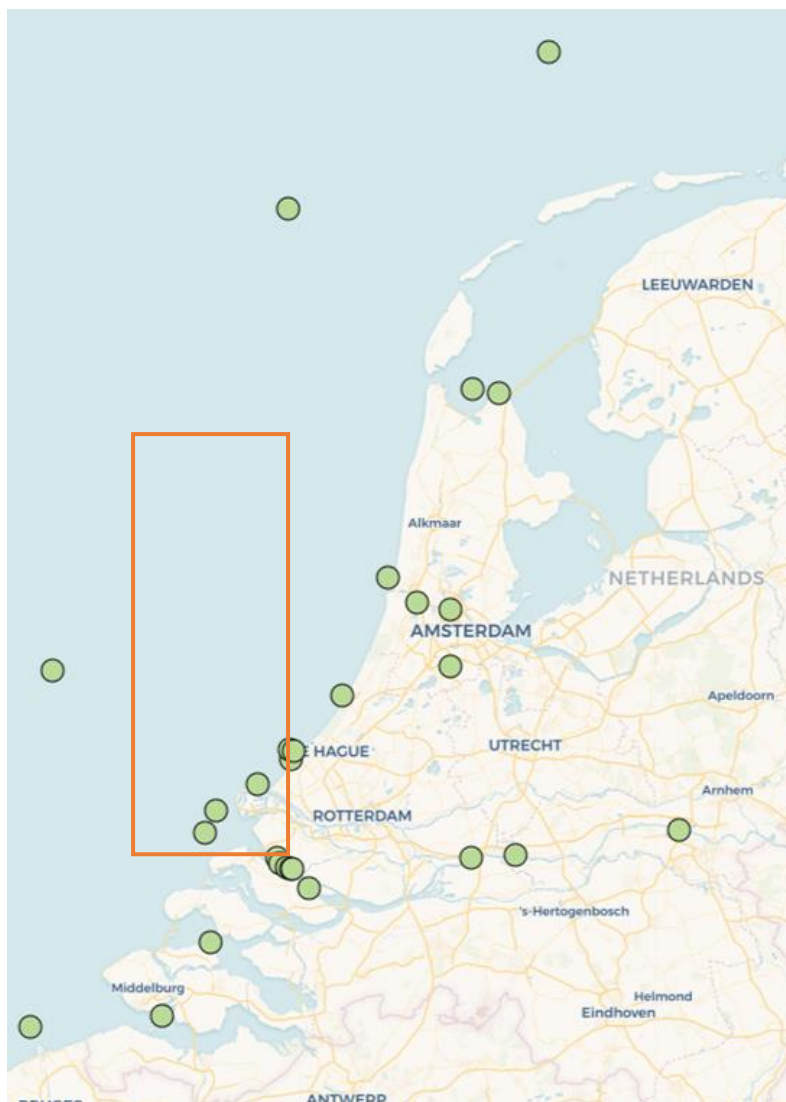 LEEUWARDEN
Alkmaar
NETHERLANDS
AMSTERDAM
Apeldoorn
E HAGUE
UTRECHT
Arnhem
ROTTERDAM
's-Hertogenbosch
Middelburg
Helmond
Eindhoven
ANTWERP